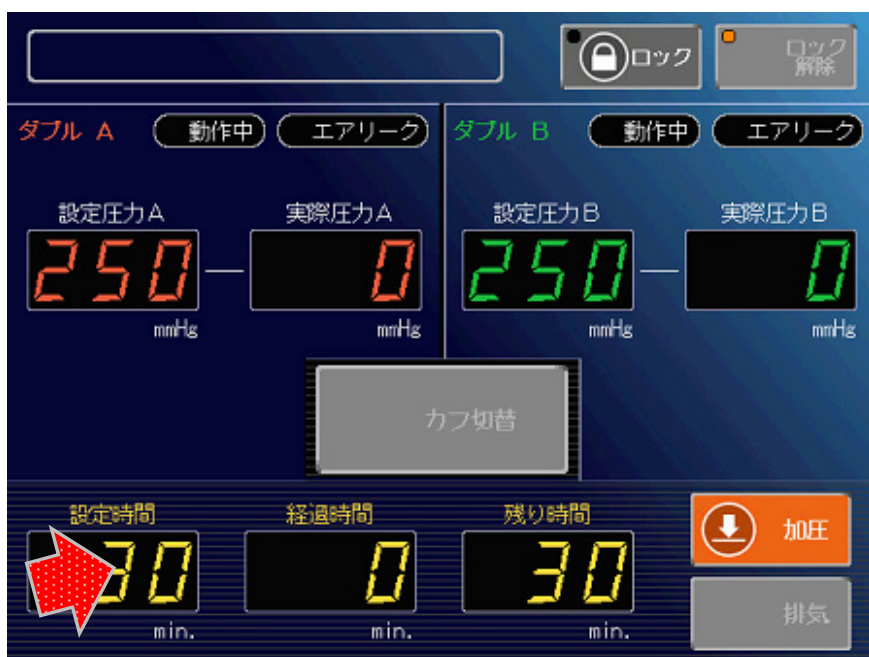 ロック
ロック
解除
ダブル A 動作中 エアリーク
ダブル B 動作中 エアリーク
設定圧力A 実際圧力A
設定圧力B 実際圧力B
250 0
250 0
mmHg mmHg
mmHg mmHg
カフ切替
設定時間 経過時間 残り時間
30 0 30
min. min. min.
加圧
排気